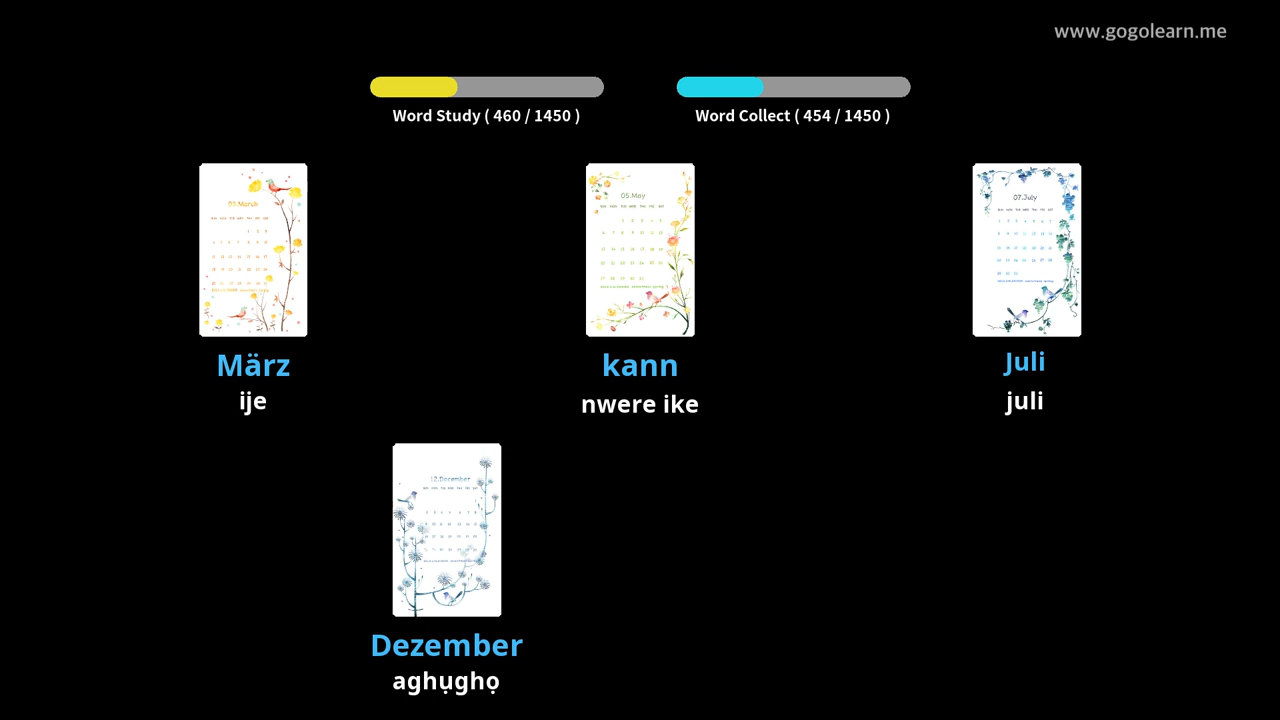 www.gogolearn.me
Word Study ( 460 / 1450 )
Word Collect ( 454 / 1450 )
03.March
05.May
07.July
März
kann
Juli
ije
nwere ike
juli
12.December
Dezember
aghụghọ